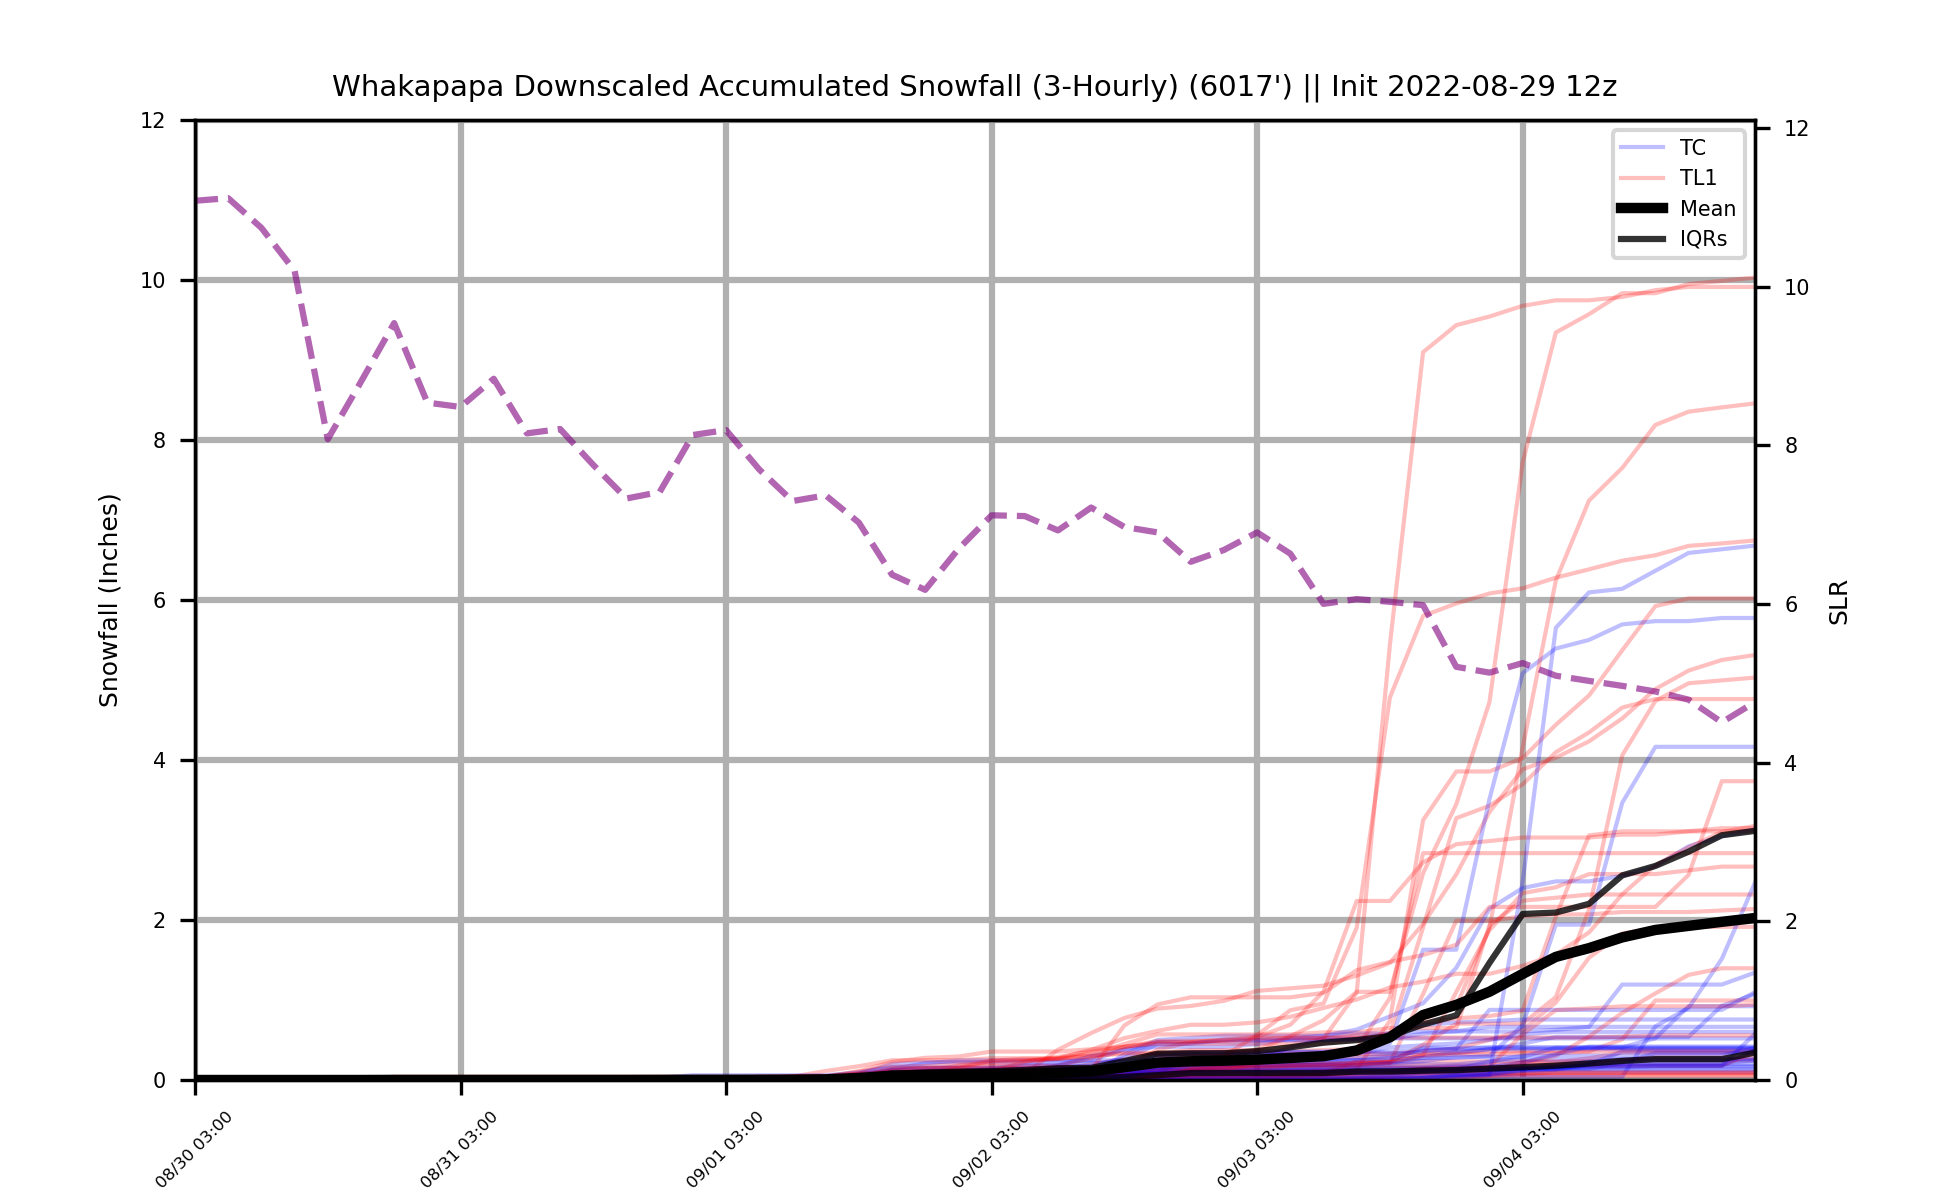 Whakapapa Downscaled Accumulated Snowfall (3-Hourly) (6017') || Init 2022-08-29 12z
TC
TL1
Mean
IQRs
Snowfall (Inches)
12
10
8
6
4
2
0
SLR
12
10
8
6
4
2
0
08/30 03:00
08/31 03:00
09/01 03:00
09/02 03:00
09/03 03:00
09/04 03:00